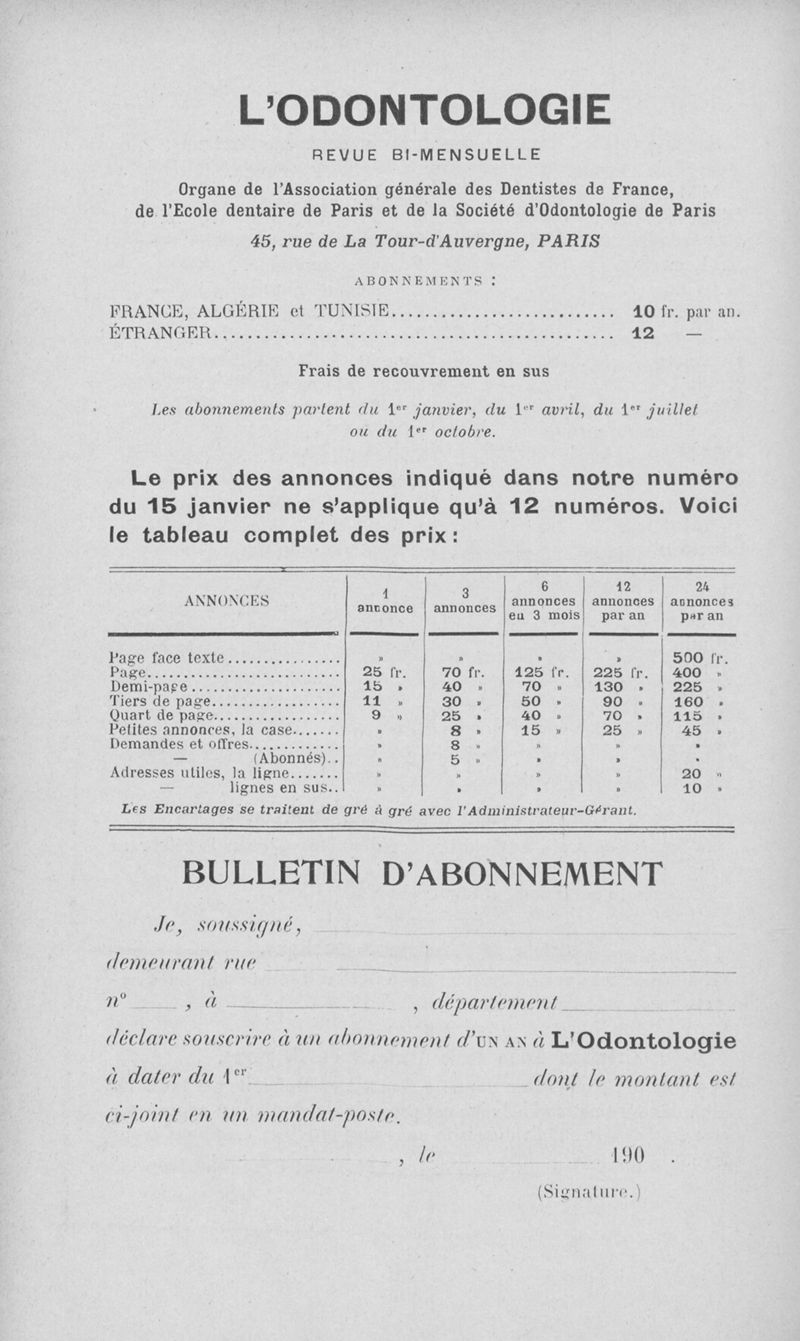 L'ODONTOLOGIE
REVUE BI-MENSUELLE
Organe de l'Association générale des Dentistes de France,
de l'Ecole dentaire de Paris et de la Société d'Odontologie de Paris
45, rue de La Tour-d'Auvergne, PARIS
ABONNEMENTS :
FRANCE, ALGÉRIE et TUNISIE........................... 10 fr. par an.
ÉTRANGER................................................ 12 —
Frais de recouvrement en sus
Les abonnements partent du 1er janvier, du 1er avril, du 1er juillet
ou du 1er octobre.
Le prix des annonces indiqué dans notre numéro
du 15 janvier ne s'applique qu'à 12 numéros. Voici
le tableau complet des prix :
ANNONCES | 1 annonce | 3 annonces | 6 annonces en 3 mois | 12 annonces par an | 24 annonces par an
Page face texte................ » » » » 500 fr.
Page........................... 25 fr. 70 fr. 125 fr. 225 fr. 400 »
Demi-page..................... 15 » 40 » 70 » 130 » 225 »
Tiers de page.................. 11 » 30 » 50 » 90 » 160 »
Quart de page.................. 9 » 25 » 40 » 70 » 115 »
Petites annonces, la case....... » 8 » 15 » 25 » 45 »
Demandes et offres............. » 8 » » » »
— (Abonnés).. » 5 » » » »
Adresses utiles, la ligne....... » » » » 20 »
— lignes en sus.. » » » » 10 »
Les Encartages se traitent de gré à gré avec l'Administrateur-Gérant.
BULLETIN D'ABONNEMENT
Je, soussigné,
demeurant rue
n° , à , département
déclare souscrire à un abonnement d'UN AN à L'Odontologie
à dater du 1er dont le montant est
ci-joint en un mandat-poste.
, le 190 .
(Signature.)